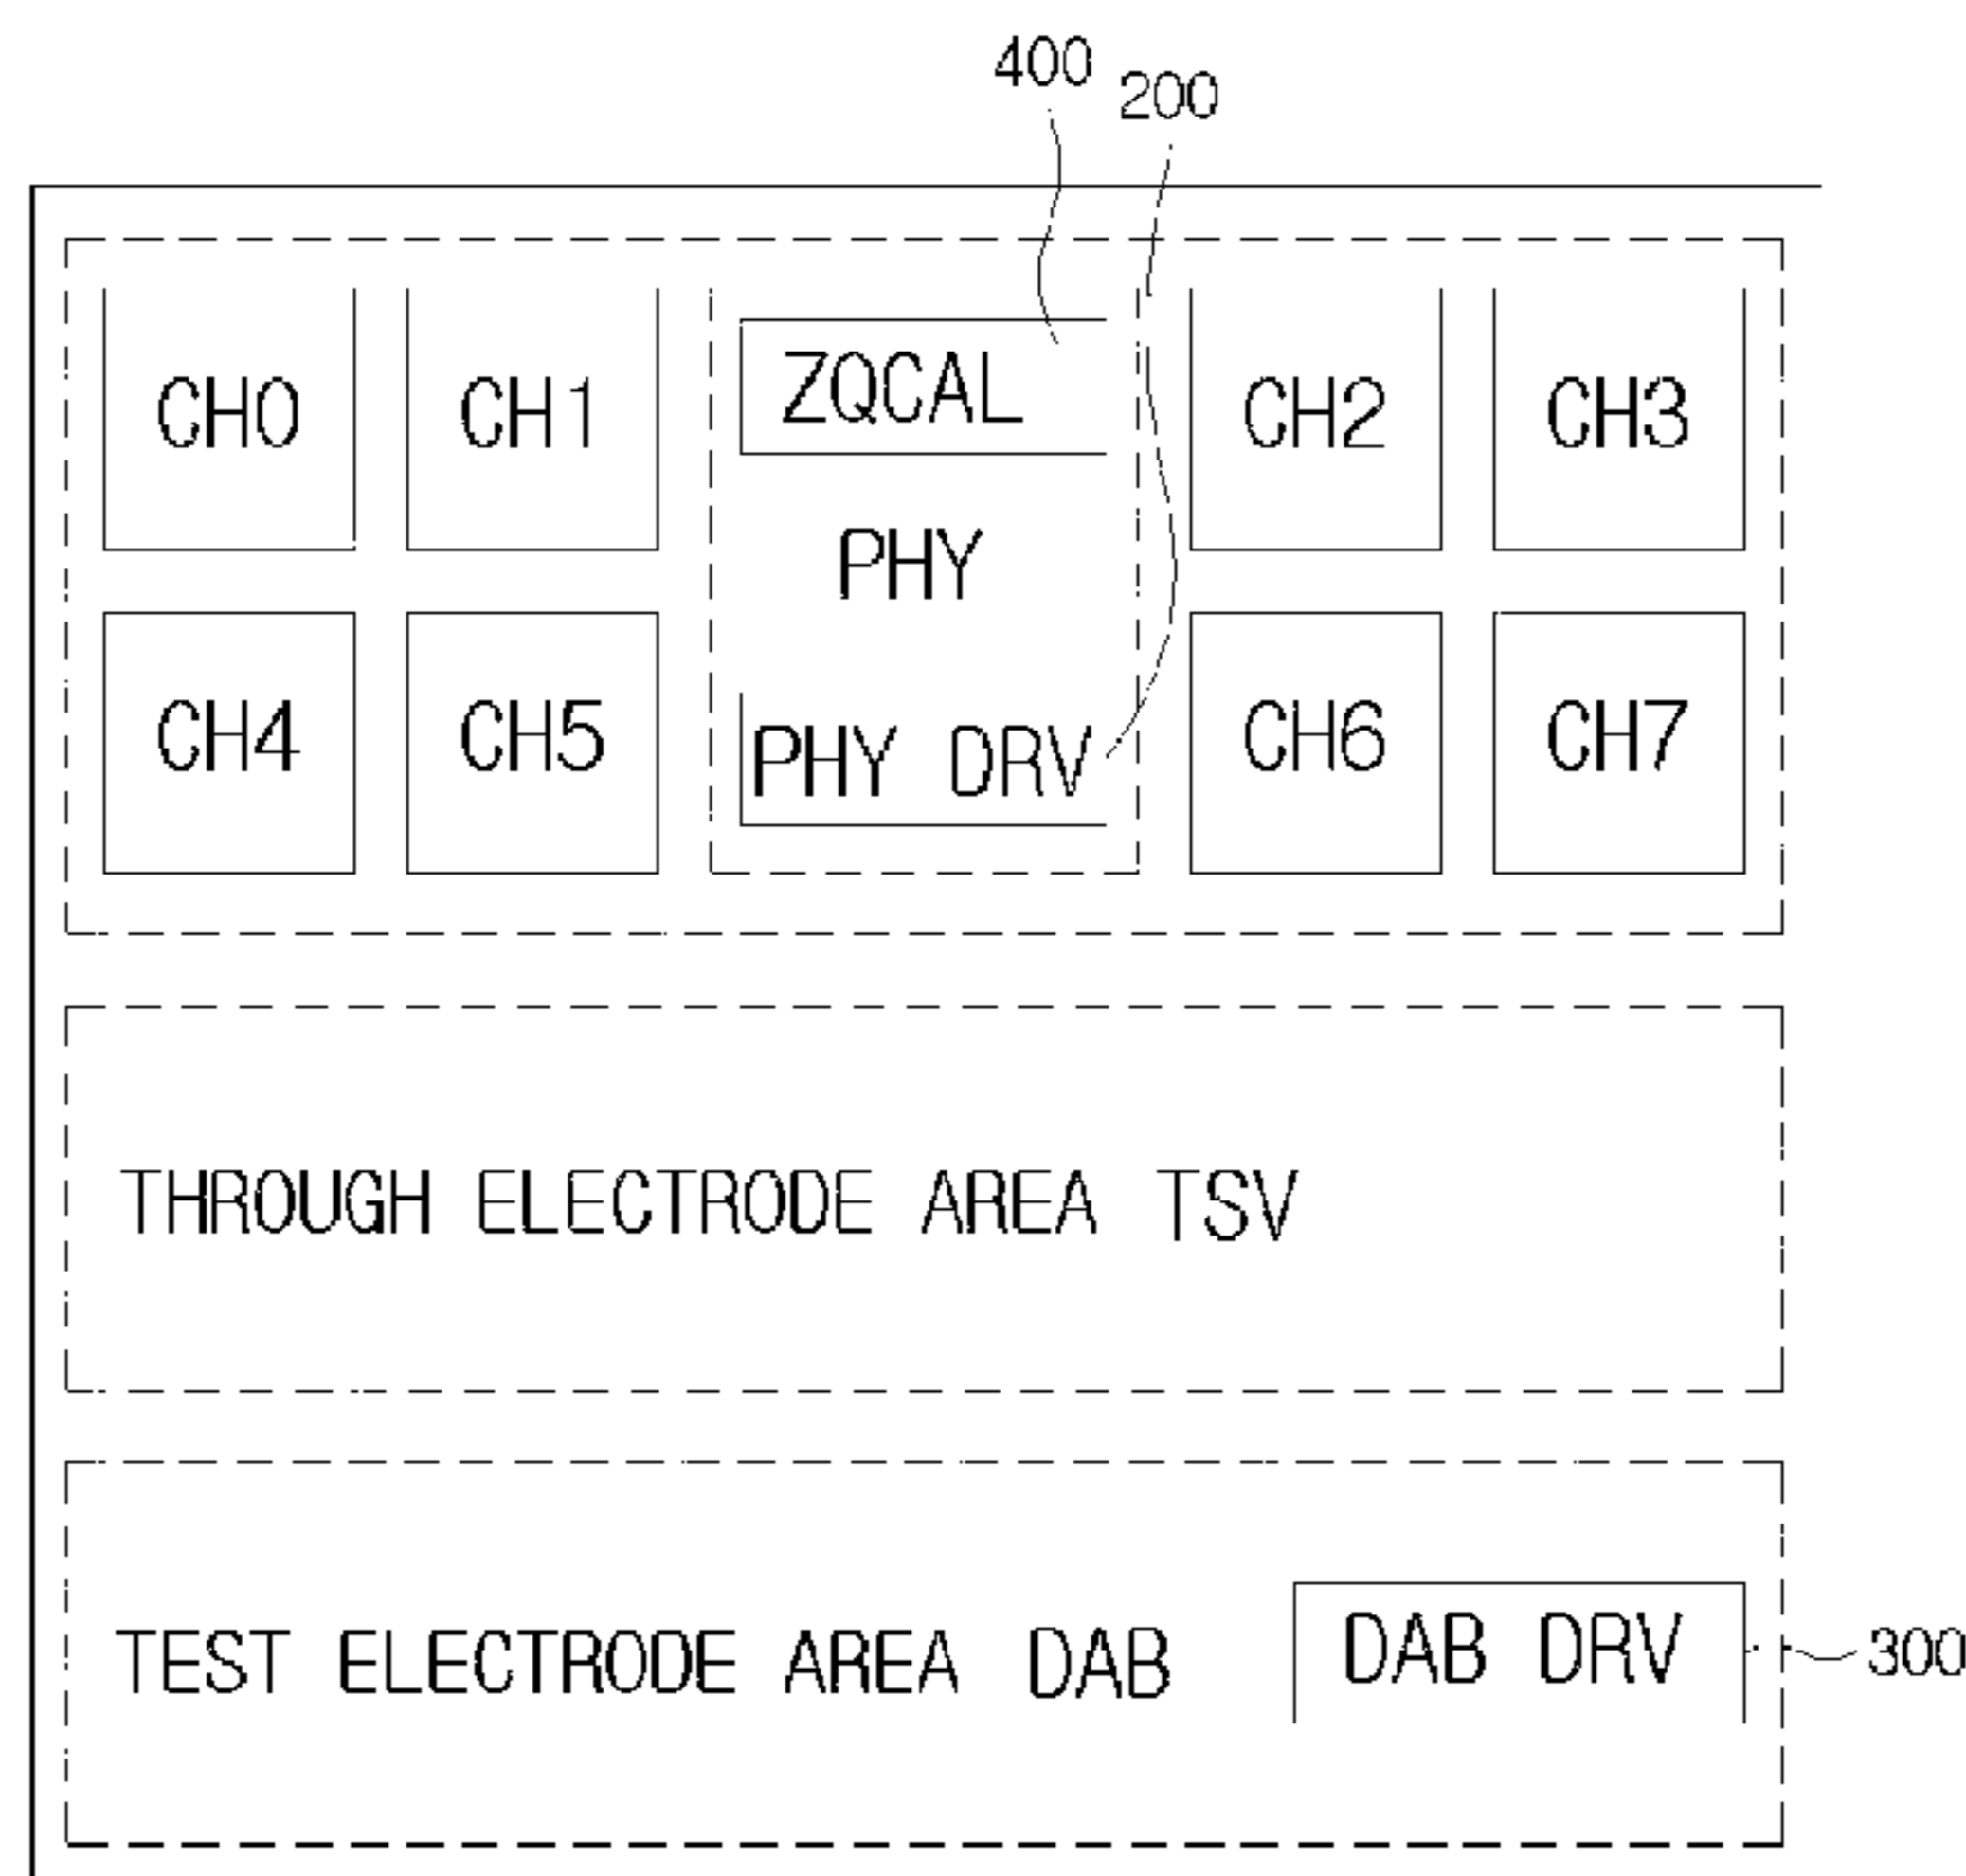 400
200
CH0 CH1 ZQCAL CH2 CH3
PHY
CH4 CH5 PHY DRV CH6 CH7
THROUGH ELECTRODE AREA TSV
TEST ELECTRODE AREA DAB DAB DRV 300